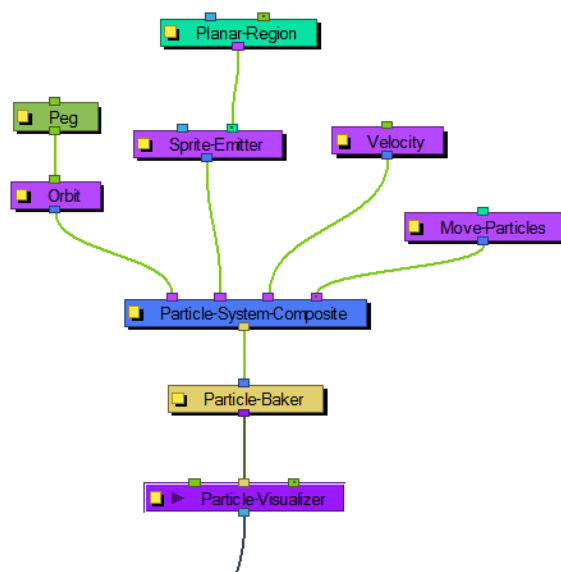 Planar-Region
Peg
Sprite-Emitter
Velocity
Orbit
Move-Particles
Particle-System-Composite
Particle-Baker
Particle-Visualizer